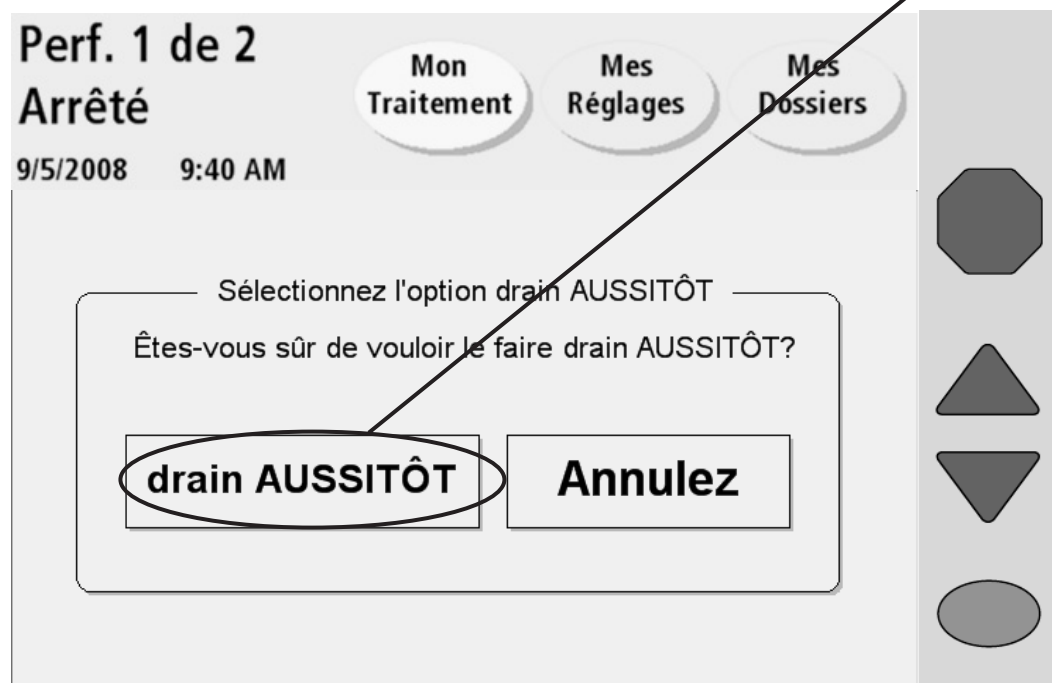 Perf. 1 de 2
Arrêté
9/5/2008 9:40 AM
Mon
Traitement
Mes
Réglages
Mes
Dossiers
Sélectionnez l'option drain AUSSITÔT
Êtes-vous sûr de vouloir le faire drain AUSSITÔT?
drain AUSSITÔT
Annulez